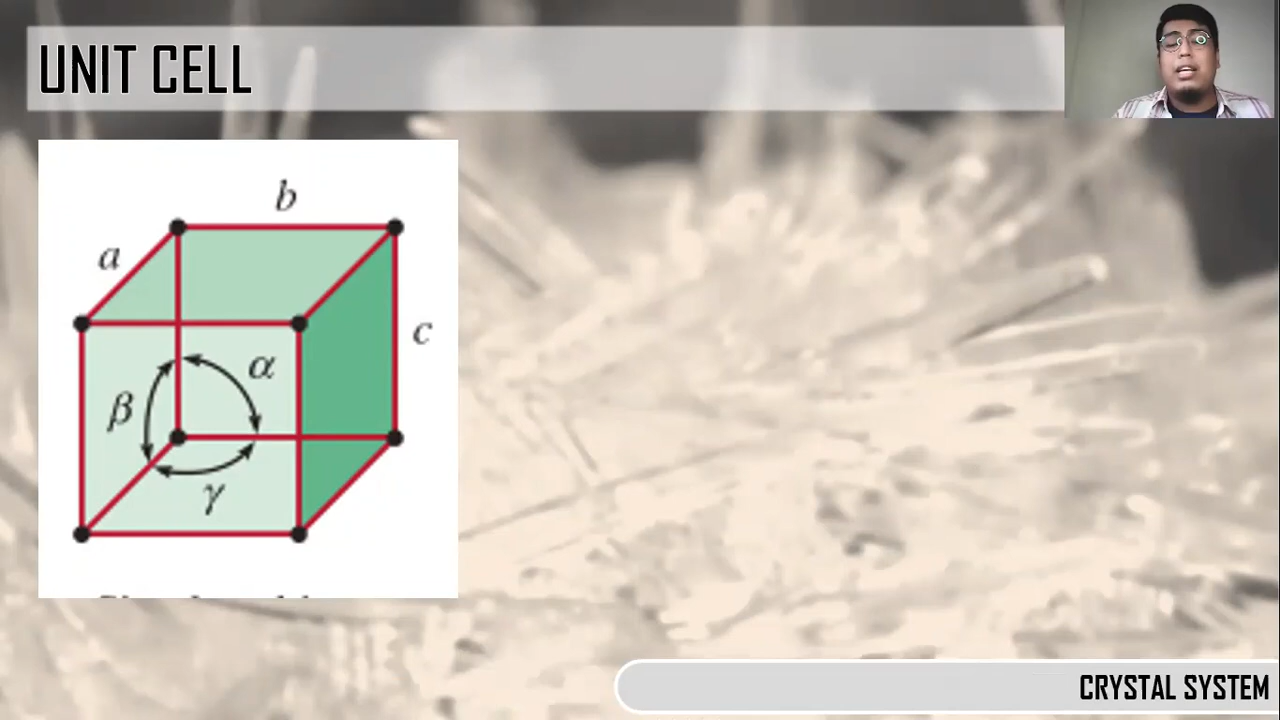 UNIT CELL
b
a
c
α
β
γ
CRYSTAL SYSTEM